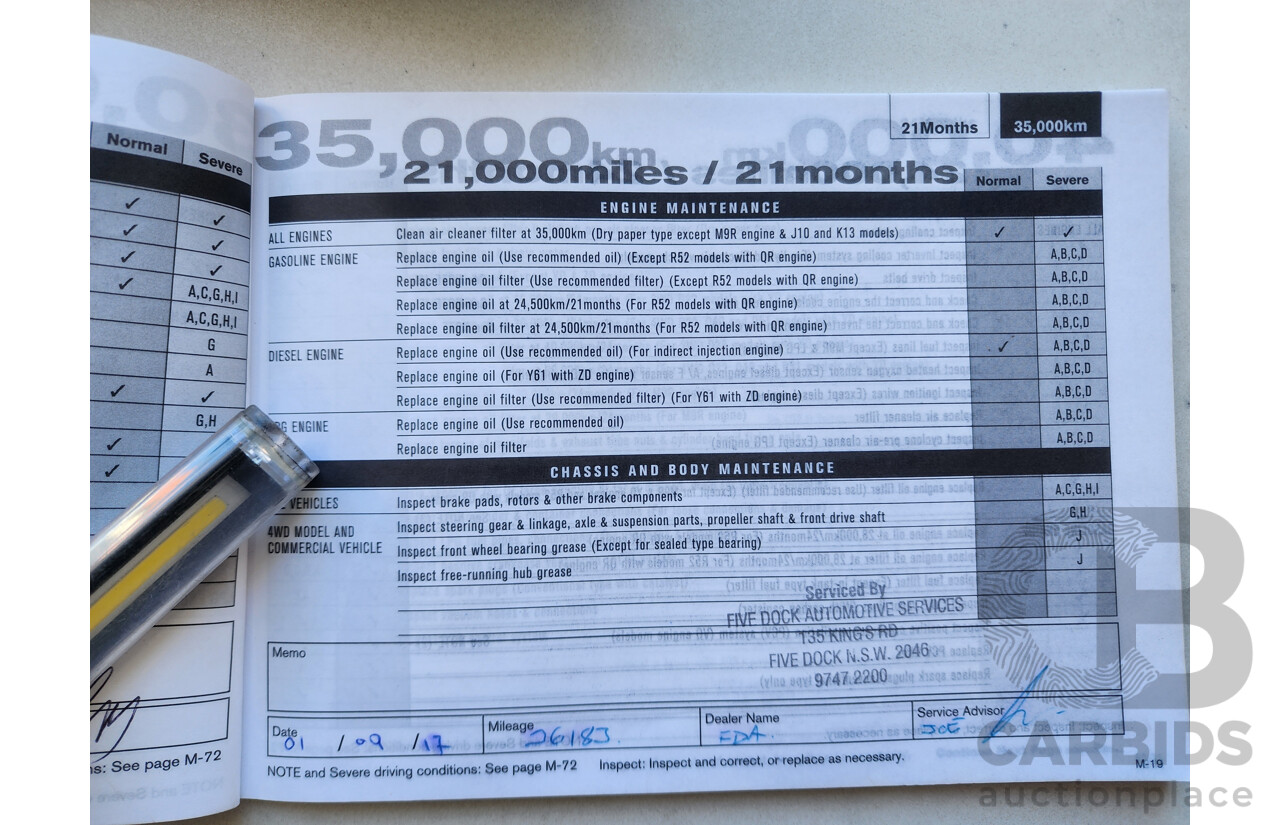 Normal
Severe
✓
✓
✓
✓
✓
✓
✓
A,C,G,H,I
A,C,G,H,I
G
A
✓
✓
G,H
✓
✓
s: See page M-72
35,000km
21,000miles / 21months
21Months
35,000km
Normal
Severe
ENGINE MAINTENANCE
ALL ENGINES Clean air cleaner filter at 35,000km (Dry paper type except M9R engine & J10 and K13 models) ✓ ✓
GASOLINE ENGINE Replace engine oil (Use recommended oil) (Except R52 models with QR engine) A,B,C,D
Replace engine oil filter (Use recommended filter) (Except R52 models with QR engine) A,B,C,D
Replace engine oil at 24,500km/21months (For R52 models with QR engine) A,B,C,D
Replace engine oil filter at 24,500km/21months (For R52 models with QR engine) A,B,C,D
DIESEL ENGINE Replace engine oil (Use recommended oil) (For indirect injection engine) ✓ A,B,C,D
Replace engine oil (For Y61 with ZD engine) A,B,C,D
Replace engine oil filter (Use recommended filter) (For Y61 with ZD engine) A,B,C,D
ENGINE Replace engine oil (Use recommended oil) A,B,C,D
Replace engine oil filter A,B,C,D
CHASSIS AND BODY MAINTENANCE
VEHICLES Inspect brake pads, rotors & other brake components A,C,G,H,I
4WD MODEL AND Inspect steering gear & linkage, axle & suspension parts, propeller shaft & front drive shaft G,H
COMMERCIAL VEHICLE Inspect front wheel bearing grease (Except for sealed type bearing) J
Inspect free-running hub grease J
Serviced By
FIVE DOCK AUTOMOTIVE SERVICES
135 KING'S RD
FIVE DOCK N.S.W. 2046
9747 2200
Memo
Date 01 / 09 / 17
Mileage 26183
Dealer Name FDA.
Service Advisor JOE
NOTE and Severe driving conditions: See page M-72 Inspect: Inspect and correct, or replace as necessary.
M-19
CARBIDS
auctionplace